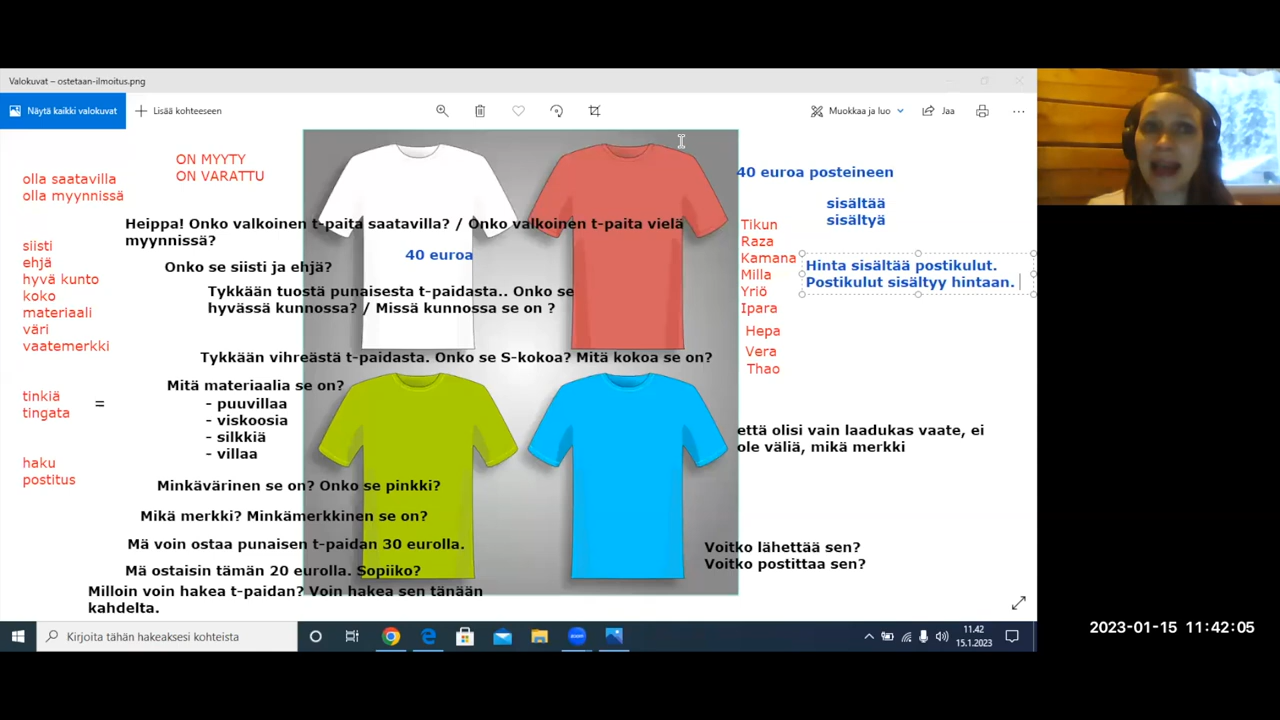 Valokuvat – ostetaan-ilmoitus.png
Näytä kaikki valokuvat
Lisää kohteeseen
Muokkaa ja luo
Jaa
ON MYYTY
ON VARATTU
olla saatavilla
olla myynnissä
40 euroa posteineen
sisältää
sisältyä
Heippa! Onko valkoinen t-paita saatavilla? / Onko valkoinen t-paita vielä
myynnissä?
40 euroa
siisti
ehjä
hyvä kunto
koko
materiaali
väri
vaatemerkki
Onko se siisti ja ehjä?
Tykkään tuosta punaisesta t-paidasta.. Onko se
hyvässä kunnossa? / Missä kunnossa se on ?
Tikun
Raza
Kamana
Milla
Yriö
Ipara
Hepa
Vera
Thao
Hinta sisältää postikulut.
Postikulut sisältyy hintaan.
Tykkään vihreästä t-paidasta. Onko se S-kokoa? Mitä kokoa se on?
tinkiä
tingata
=
Mitä materiaalia se on?
- puuvillaa
- viskoosia
- silkkiä
- villaa
että olisi vain laadukas vaate, ei
ole väliä, mikä merkki
haku
postitus
Minkävärinen se on? Onko se pinkki?
Mikä merkki? Minkämerkkinen se on?
Mä voin ostaa punaisen t-paidan 30 eurolla.
Mä ostaisin tämän 20 eurolla. Sopiiko?
Milloin voin hakea t-paidan? Voin hakea sen tänään
kahdelta.
Voitko lähettää sen?
Voitko postittaa sen?
Kirjoita tähän hakeaksesi kohteista
11.42
15.1.2023
2023-01-15 11:42:05